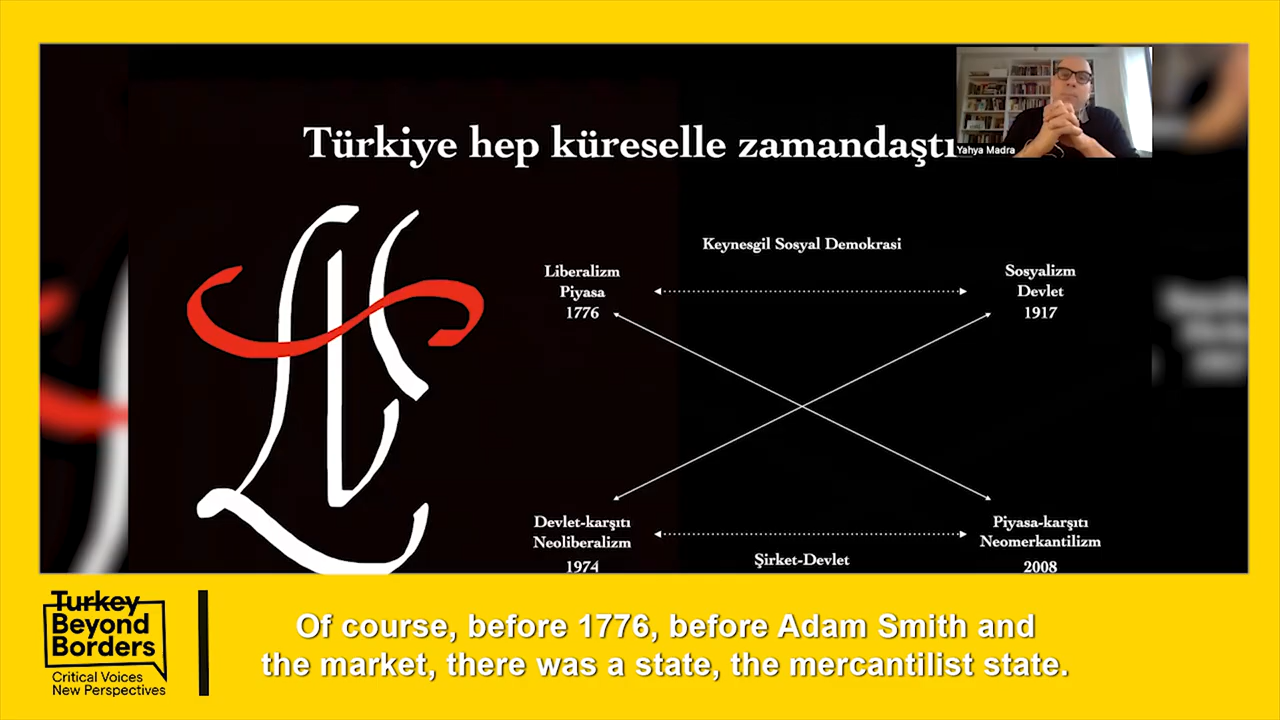 Türkiye hep küreselle zamandaştı
Yahya Madra
Keynesgil Sosyal Demokrasi
Liberalizm
Piyasa
1776
Sosyalizm
Devlet
1917
Devlet-karşıtı
Neoliberalizm
1974
Şirket-Devlet
Piyasa-karşıtı
Neomerkantilizm
2008
Turkey
Beyond
Borders
Critical Voices
New Perspectives
Of course, before 1776, before Adam Smith and
the market, there was a state, the mercantilist state.